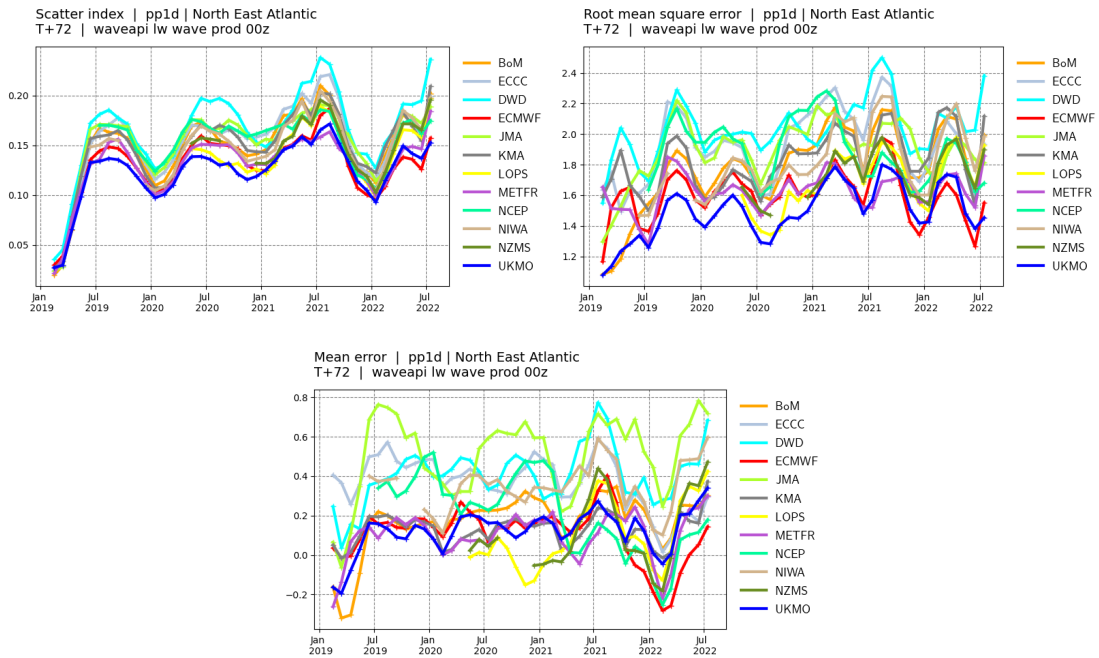 Scatter index | pp1d | North East Atlantic
T+72 | waveapi lw wave prod 00z
0.20
0.15
0.10
0.05
Jan 2019
Jul 2019
Jan 2020
Jul 2020
Jan 2021
Jul 2021
Jan 2022
Jul 2022
BoM
ECCC
DWD
ECMWF
JMA
KMA
LOPS
METFR
NCEP
NIWA
NZMS
UKMO
Root mean square error | pp1d | North East Atlantic
T+72 | waveapi lw wave prod 00z
2.4
2.2
2.0
1.8
1.6
1.4
1.2
Jan 2019
Jul 2019
Jan 2020
Jul 2020
Jan 2021
Jul 2021
Jan 2022
Jul 2022
BoM
ECCC
DWD
ECMWF
JMA
KMA
LOPS
METFR
NCEP
NIWA
NZMS
UKMO
Mean error | pp1d | North East Atlantic
T+72 | waveapi lw wave prod 00z
0.8
0.6
0.4
0.2
0.0
−0.2
Jan 2019
Jul 2019
Jan 2020
Jul 2020
Jan 2021
Jul 2021
Jan 2022
Jul 2022
BoM
ECCC
DWD
ECMWF
JMA
KMA
LOPS
METFR
NCEP
NIWA
NZMS
UKMO